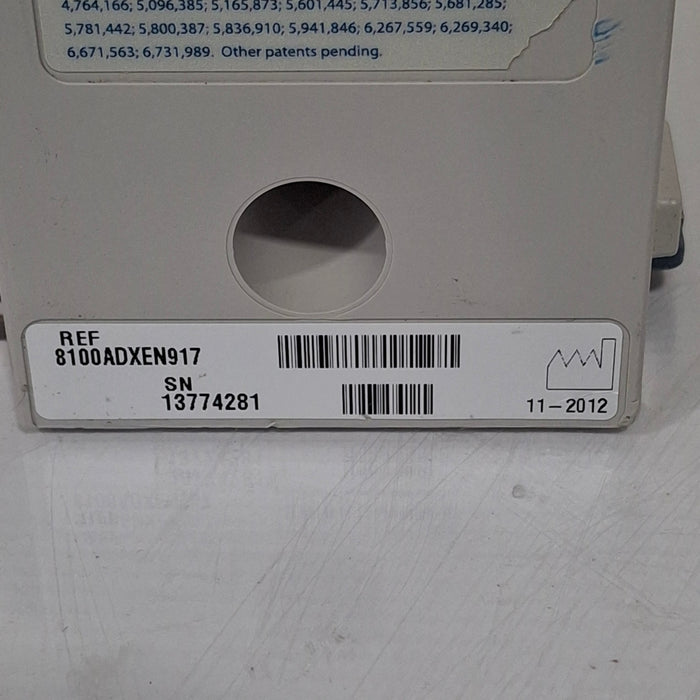 4,764,166; 5,096,385; 5,165,873; 5,601,445; 5,713,856; 5,681,285;
5,781,442; 5,800,387; 5,836,910; 5,941,846; 6,267,559; 6,269,340;
6,671,563; 6,731,989. Other patents pending.
REF
8100ADXEN917
SN
13774281
11-2012